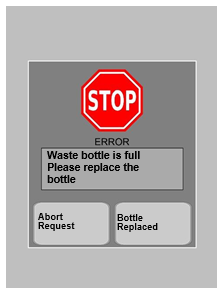 STOP
ERROR
Waste bottle is full
Please replace the
bottle
Abort
Request
Bottle
Replaced